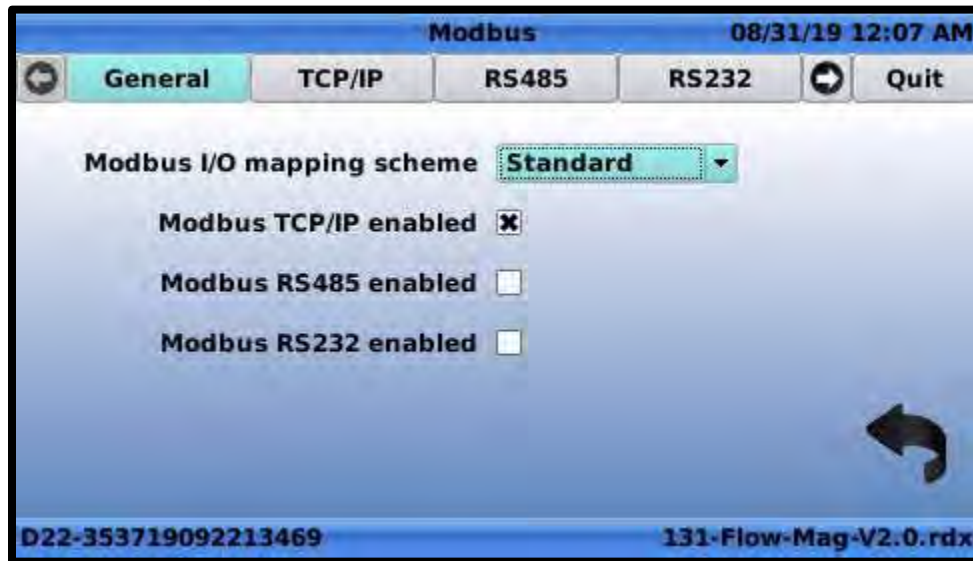 Modbus 08/31/19 12:07 AM
General TCP/IP RS485 RS232 Quit
Modbus I/O mapping scheme Standard
Modbus TCP/IP enabled
Modbus RS485 enabled
Modbus RS232 enabled
D22-353719092213469 131-Flow-Mag-V2.0.rdx